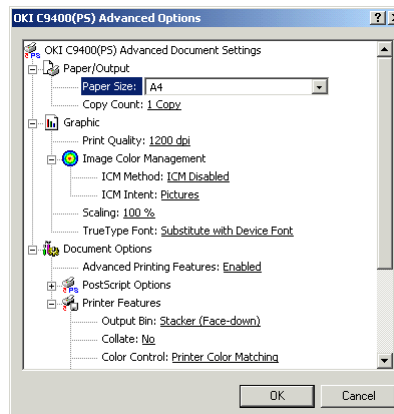 OKI C9400(PS) Advanced Options
OKI C9400(PS) Advanced Document Settings
Paper/Output
Paper Size: A4
Copy Count: 1 Copy
Graphic
Print Quality: 1200 dpi
Image Color Management
ICM Method: ICM Disabled
ICM Intent: Pictures
Scaling: 100 %
TrueType Font: Substitute with Device Font
Document Options
Advanced Printing Features: Enabled
PostScript Options
Printer Features
Output Bin: Stacker (Face-down)
Collate: No
Color Control: Printer Color Matching
OK Cancel